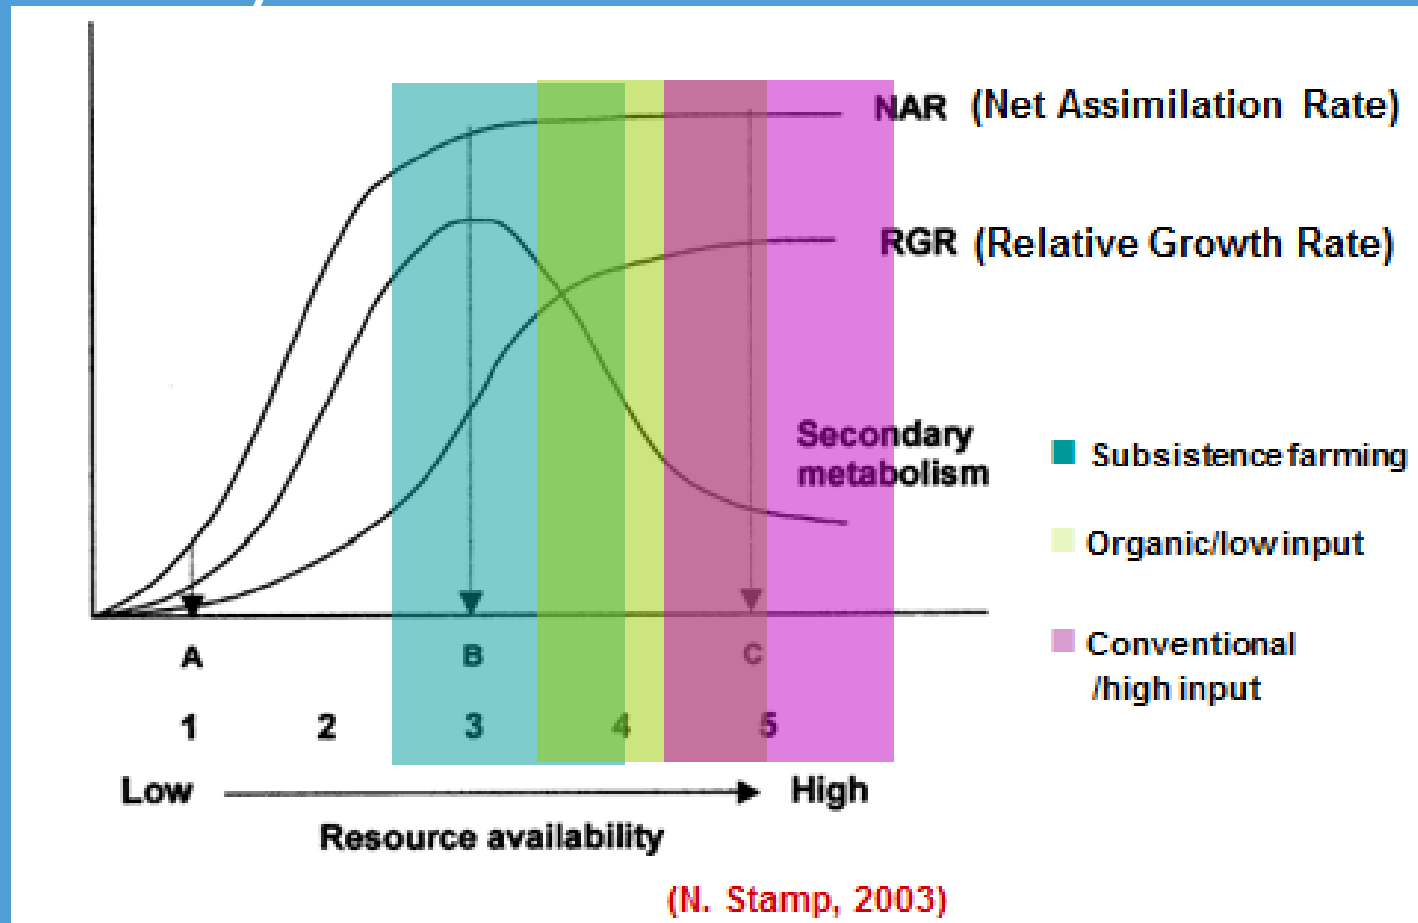 NAR (Net Assimilation Rate)
RGR (Relative Growth Rate)
Secondary
metabolism
Subsistence farming
Organic/low input
Conventional
/high input
A B C
1 2 3 4 5
Low High
Resource availability
(N. Stamp, 2003)